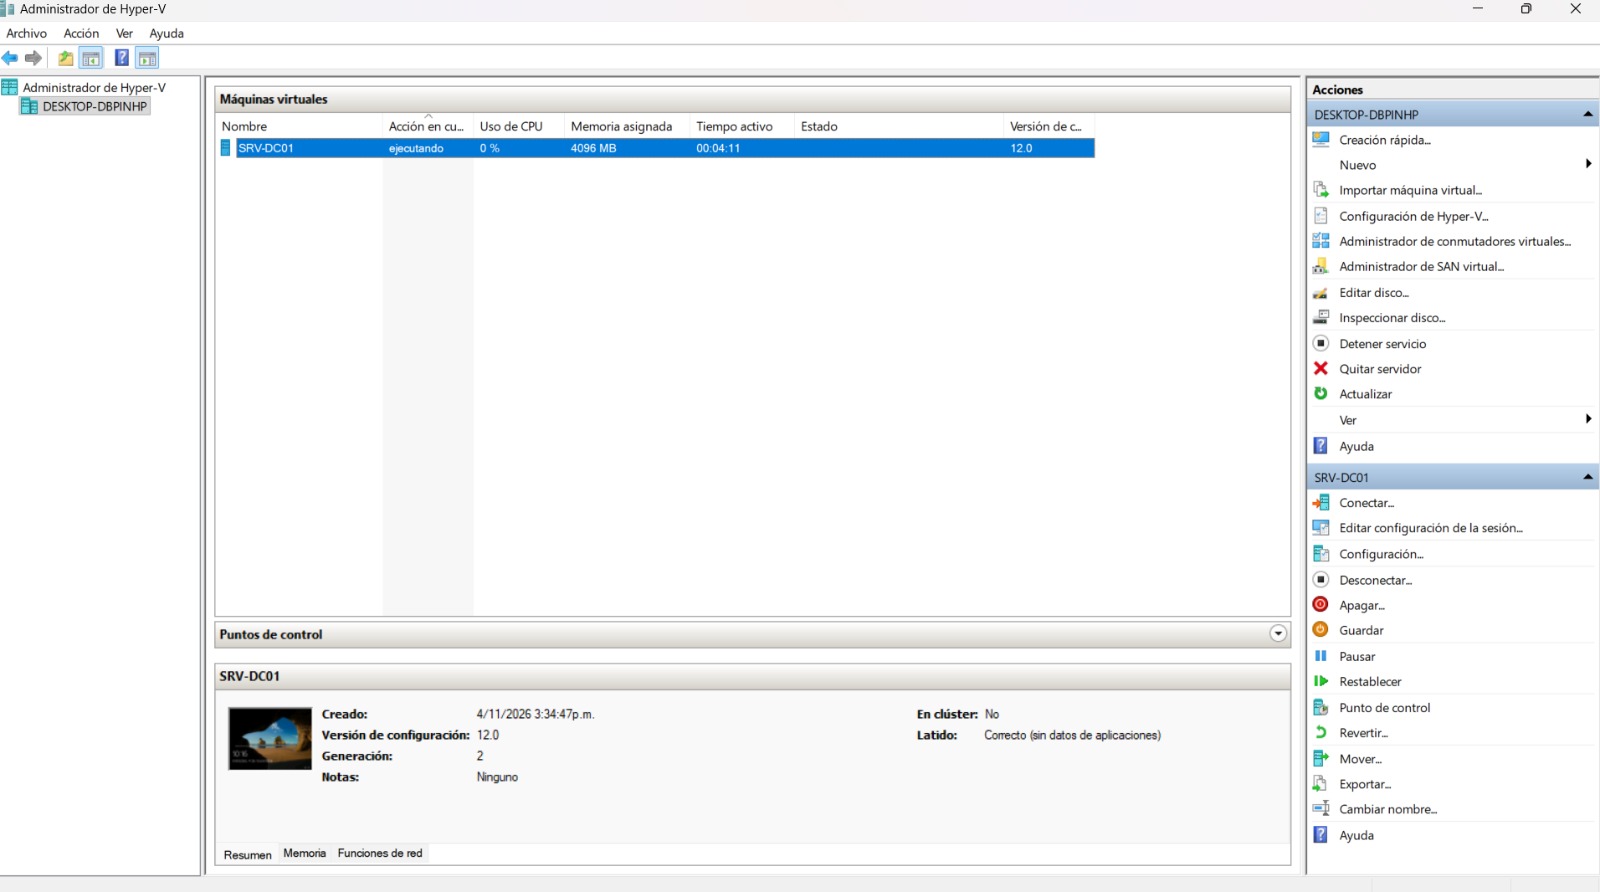 Administrador de Hyper-V
Archivo Acción Ver Ayuda
Administrador de Hyper-V
DESKTOP-DBPINHP
Máquinas virtuales
Nombre Acción en cu... Uso de CPU Memoria asignada Tiempo activo Estado Versión de c...
SRV-DC01 ejecutando 0 % 4096 MB 00:04:11 12.0
Puntos de control
SRV-DC01
Creado: 4/11/2026 3:34:47p.m.
Versión de configuración: 12.0
Generación: 2
Notas: Ninguno
En clúster: No
Latido: Correcto (sin datos de aplicaciones)
Resumen Memoria Funciones de red
Acciones
DESKTOP-DBPINHP
Creación rápida...
Nuevo
Importar máquina virtual...
Configuración de Hyper-V...
Administrador de conmutadores virtuales...
Administrador de SAN virtual...
Editar disco...
Inspeccionar disco...
Detener servicio
Quitar servidor
Actualizar
Ver
Ayuda
SRV-DC01
Conectar...
Editar configuración de la sesión...
Configuración...
Desconectar...
Apagar...
Guardar
Pausar
Restablecer
Punto de control
Revertir...
Mover...
Exportar...
Cambiar nombre...
Ayuda